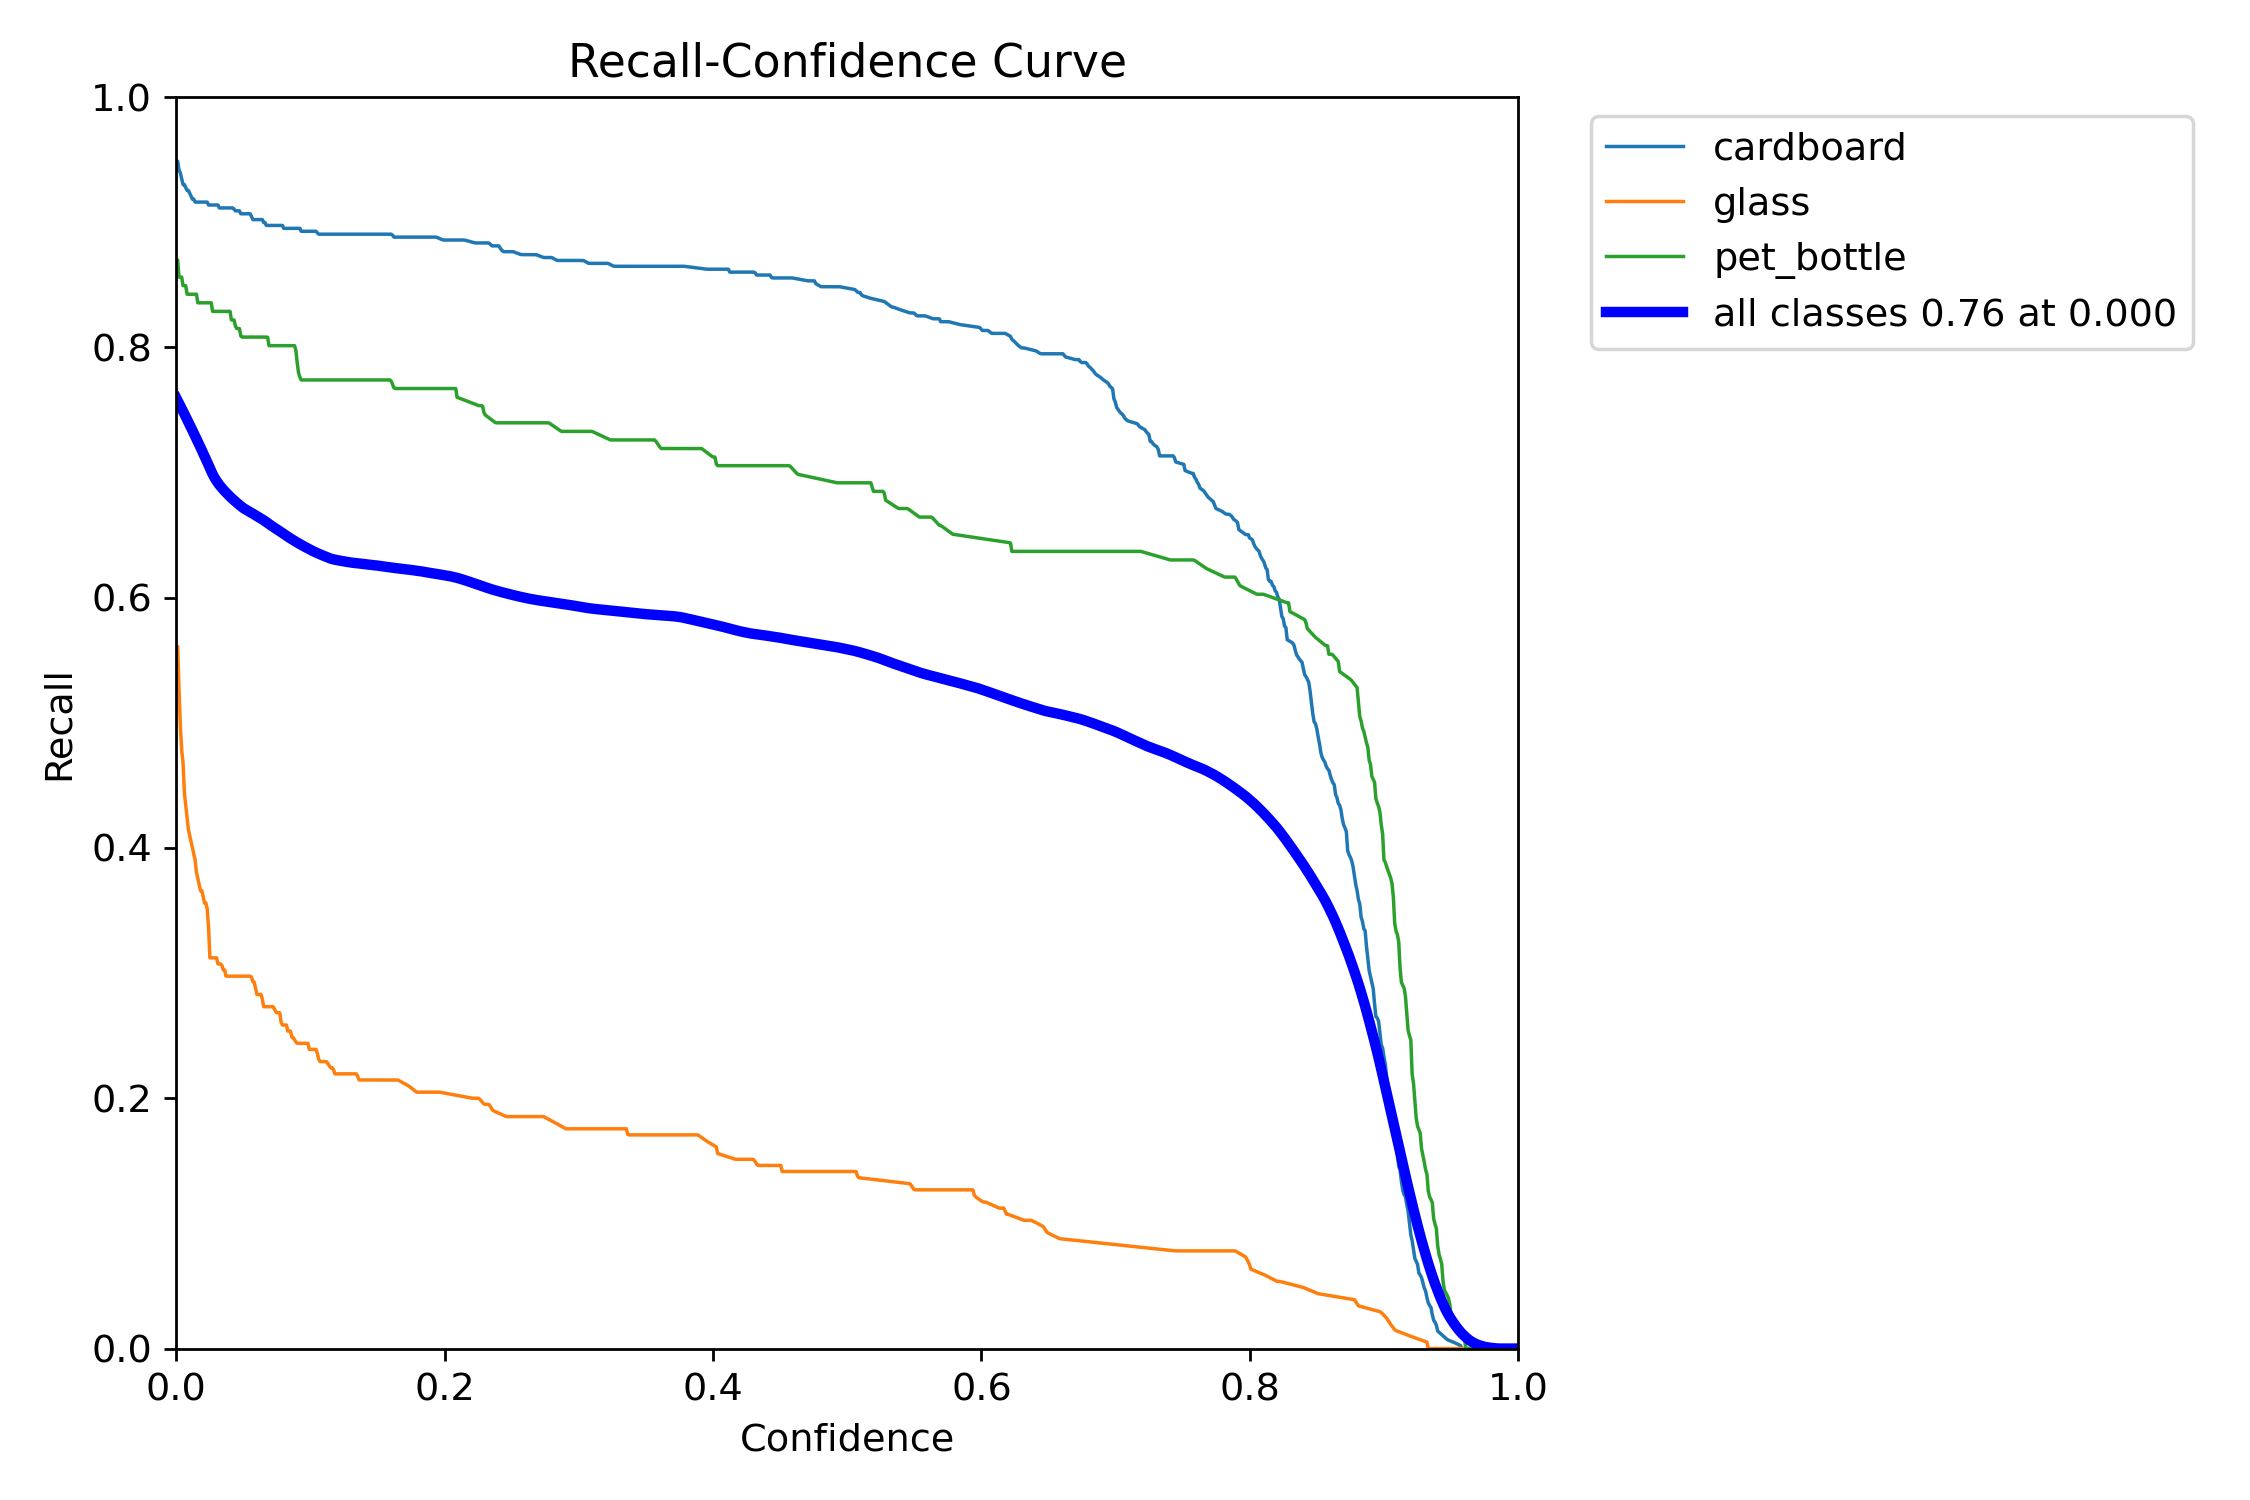 Recall-Confidence Curve
1.0
0.8
0.6
0.4
0.2
0.0
Recall
0.0 0.2 0.4 0.6 0.8 1.0
Confidence
cardboard
glass
pet_bottle
all classes 0.76 at 0.000